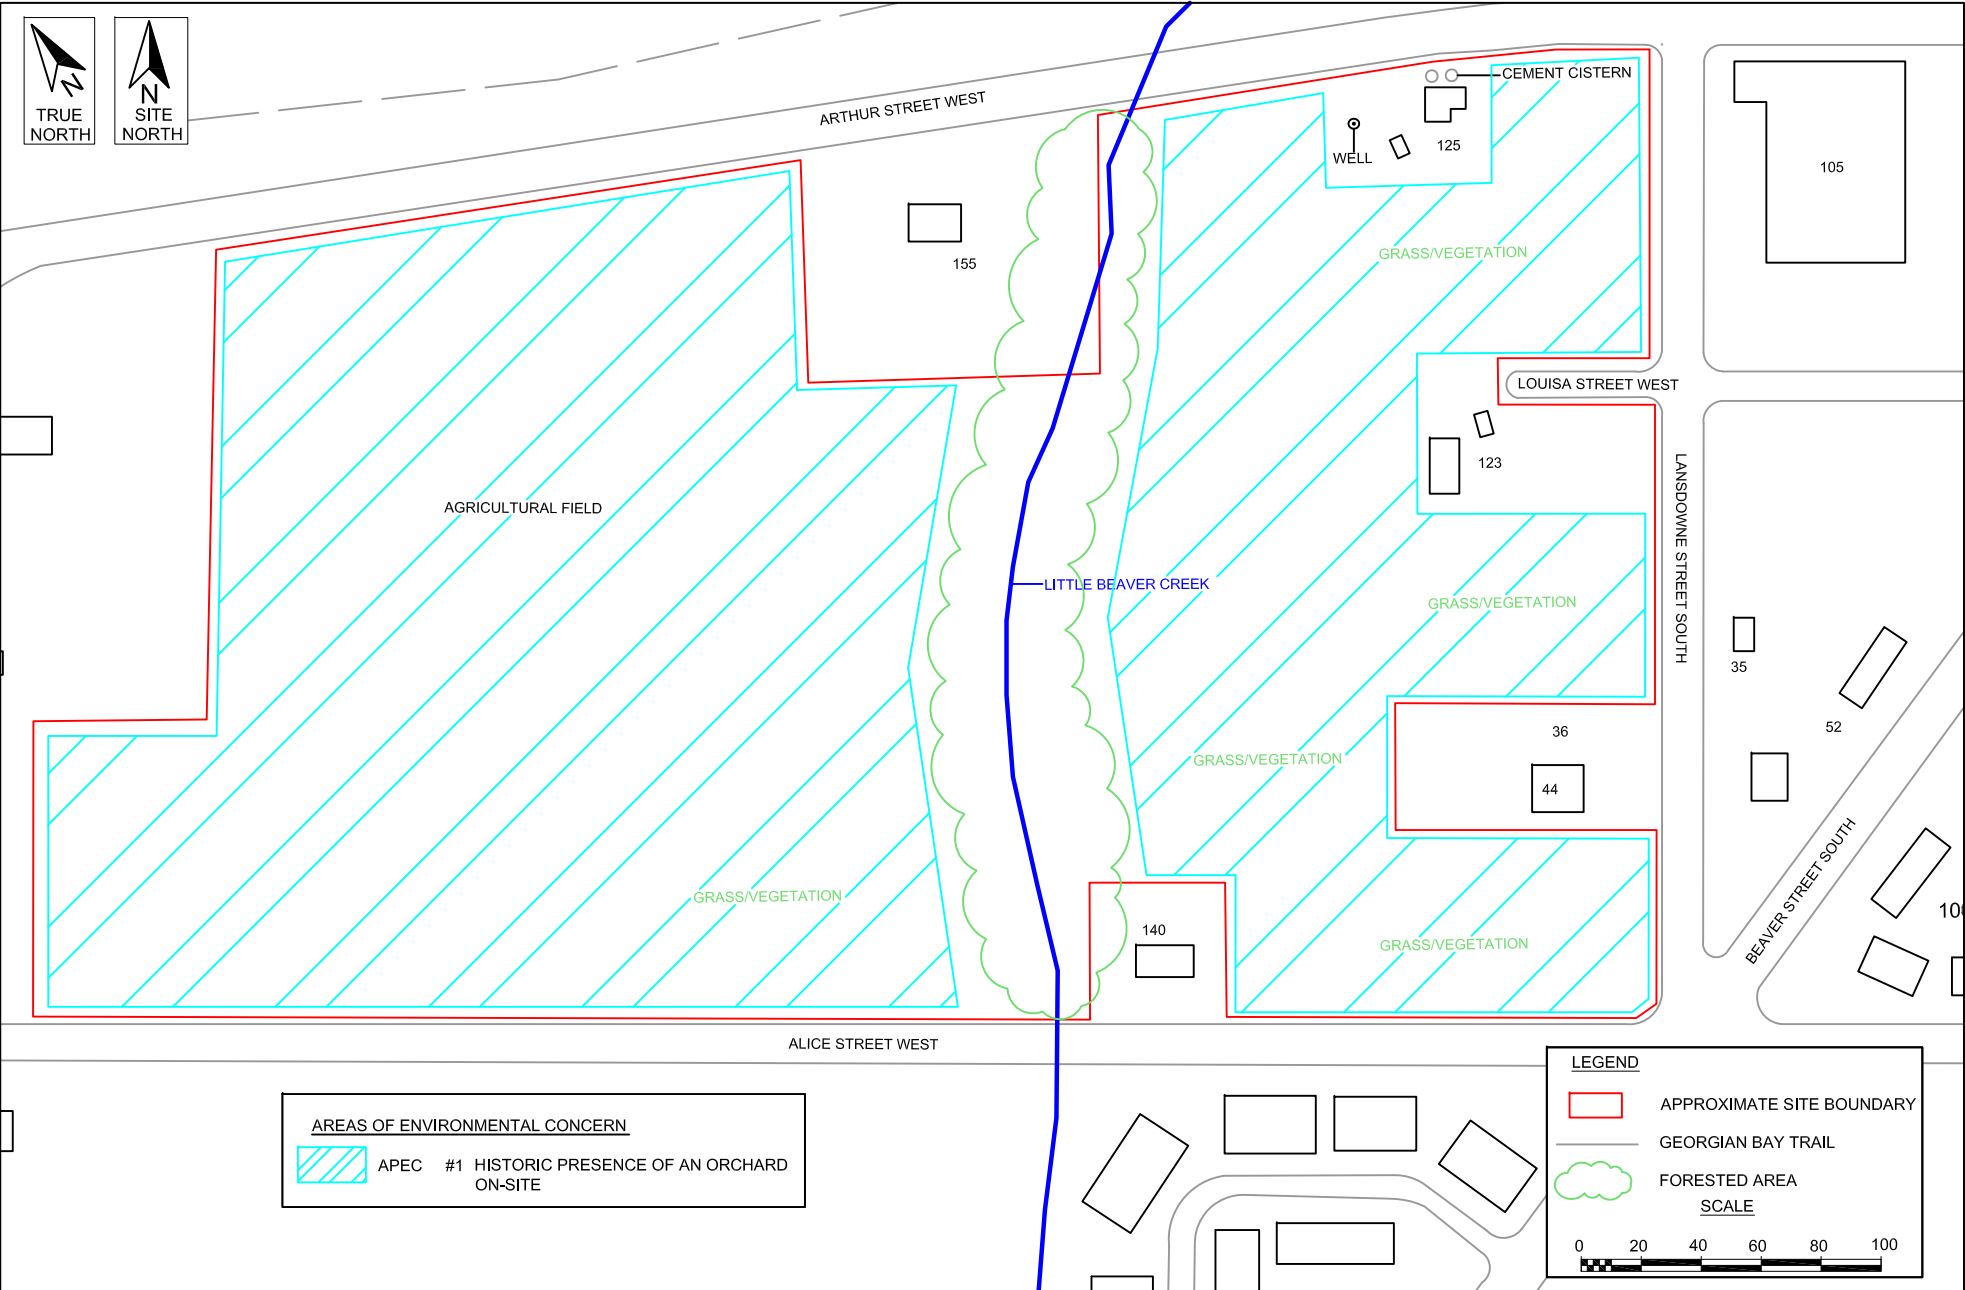 N
TRUE
NORTH
N
SITE
NORTH
ARTHUR STREET WEST
CEMENT CISTERN
WELL
125
105
155
GRASS/VEGETATION
LOUISA STREET WEST
123
AGRICULTURAL FIELD
LANSDOWNE STREET SOUTH
LITTLE BEAVER CREEK
GRASS/VEGETATION
35
52
36
GRASS/VEGETATION
44
BEAVER STREET SOUTH
GRASS/VEGETATION
140
GRASS/VEGETATION
ALICE STREET WEST
AREAS OF ENVIRONMENTAL CONCERN
APEC #1 HISTORIC PRESENCE OF AN ORCHARD
ON-SITE
LEGEND
APPROXIMATE SITE BOUNDARY
GEORGIAN BAY TRAIL
FORESTED AREA
SCALE
0 20 40 60 80 100